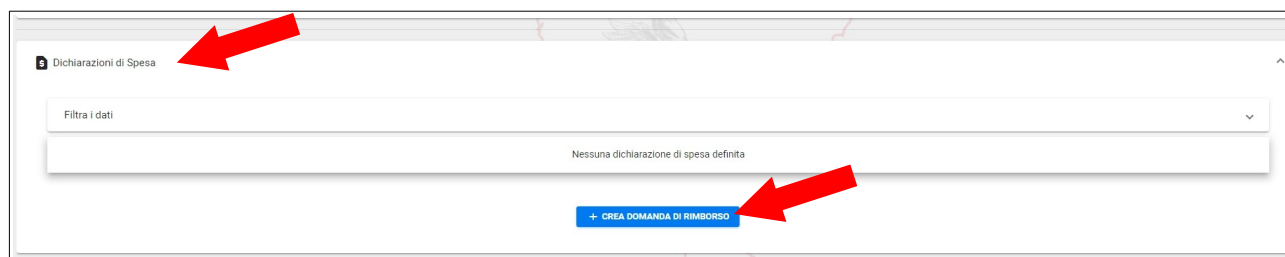 Dichiarazioni di Spesa
Filtra i dati
Nessuna dichiarazione di spesa definita
+ CREA DOMANDA DI RIMBORSO